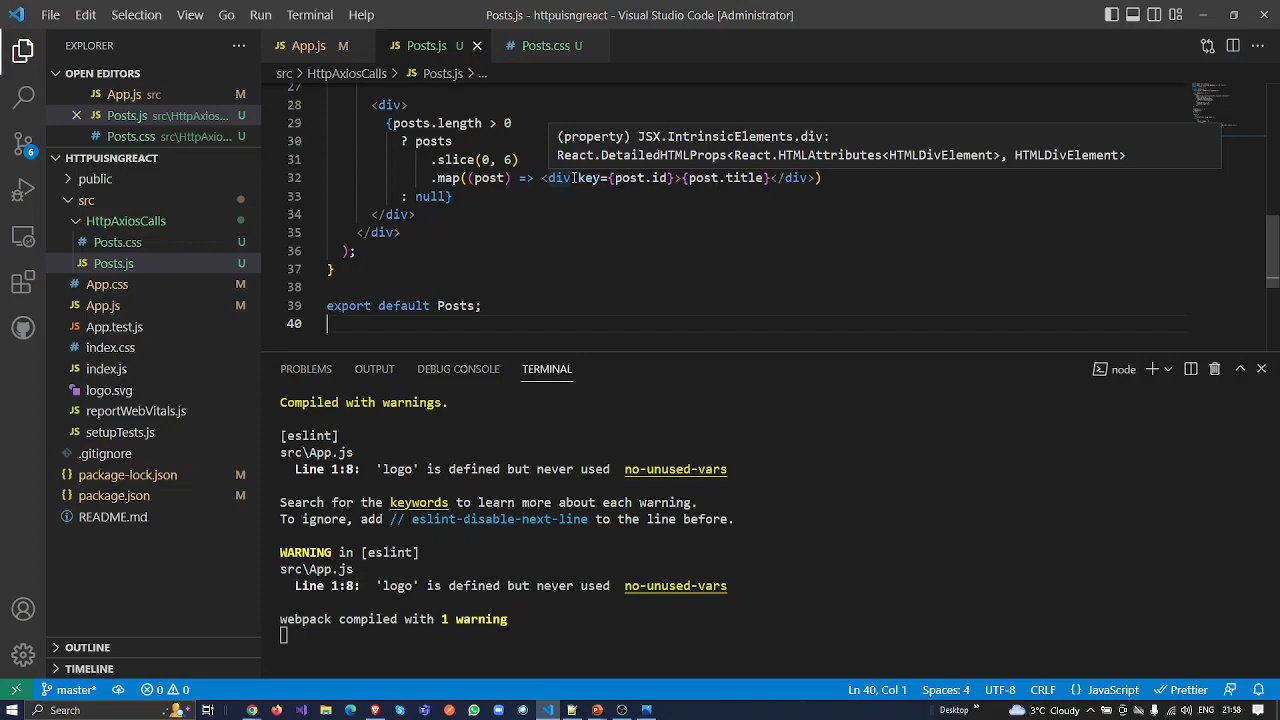 File Edit Selection View Go Run Terminal Help
Posts.js - httpuisngreact - Visual Studio Code [Administrator]
EXPLORER
OPEN EDITORS
App.js src M
Posts.js src\HttpAxiosC... U
Posts.css src\HttpAxio... U
HTTPUISNGREACT
public
src
HttpAxiosCalls
Posts.css U
Posts.js U
App.css M
App.js M
App.test.js
index.css
index.js
logo.svg
reportWebVitals.js
setupTests.js
.gitignore
package-lock.json M
package.json M
README.md
OUTLINE
TIMELINE
App.js M
Posts.js U
Posts.css U
src > HttpAxiosCalls > Posts.js > ...
27
28 <div>
29 {posts.length > 0
30 ? posts
31 .slice(0, 6)
32 .map((post) => <div key={post.id}>{post.title}</div>)
33 : null}
34 </div>
35 </div>
36 );
37 }
38
39 export default Posts;
40
(property) JSX.IntrinsicElements.div:
React.DetailedHTMLProps<React.HTMLAttributes<HTMLDivElement>, HTMLDivElement>
PROBLEMS OUTPUT DEBUG CONSOLE TERMINAL
node
Compiled with warnings.
[eslint]
src\App.js
Line 1:8: 'logo' is defined but never used no-unused-vars
Search for the keywords to learn more about each warning.
To ignore, add // eslint-disable-next-line to the line before.
WARNING in [eslint]
src\App.js
Line 1:8: 'logo' is defined but never used no-unused-vars
webpack compiled with 1 warning
6
master* 0 0
Ln 40, Col 1 Spaces: 4 UTF-8 CRLF {} JavaScript Prettier
Search
Desktop 3°C Cloudy ENG 21:58